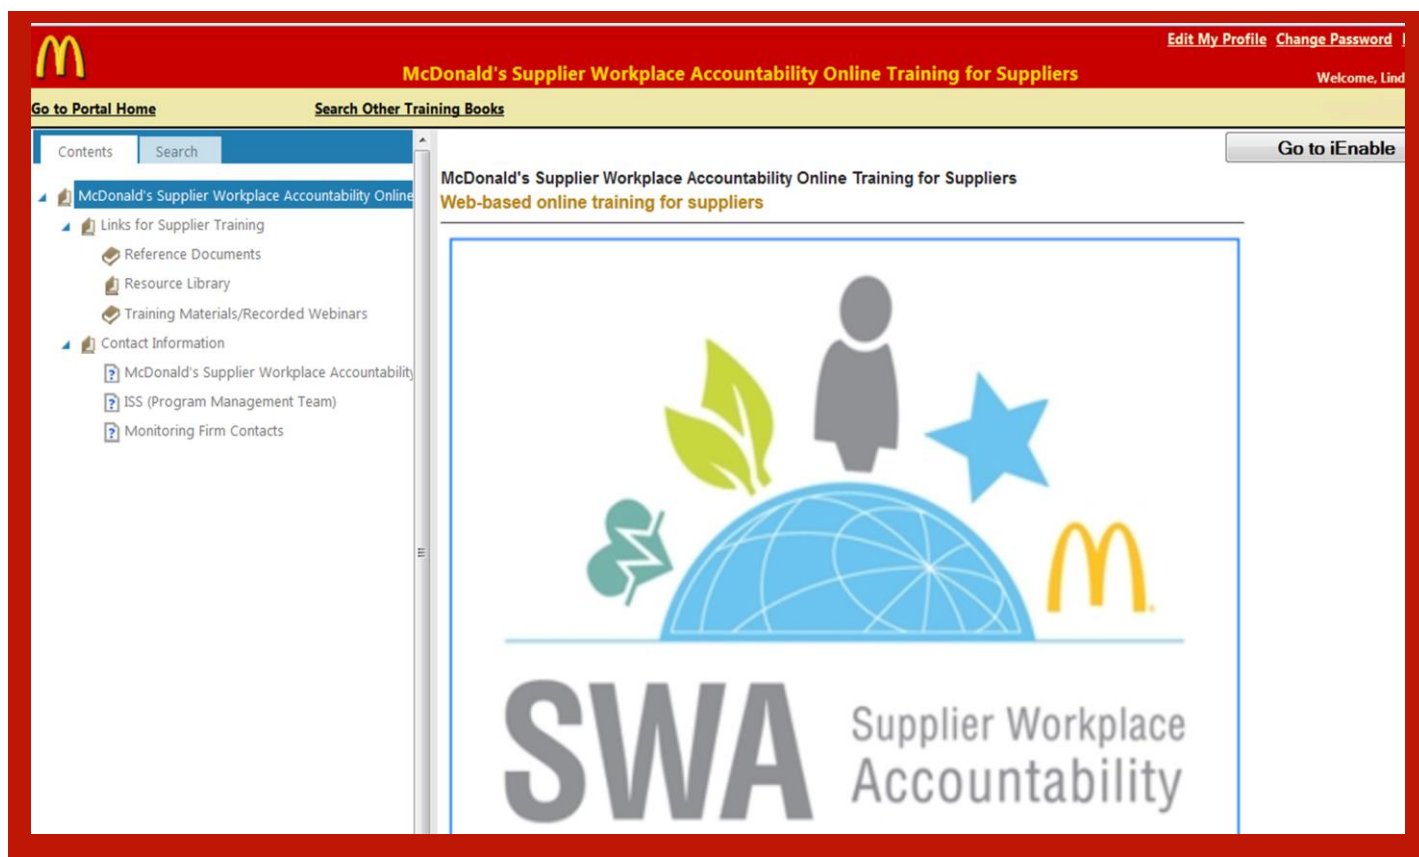 Edit My Profile Change Password
McDonald's Supplier Workplace Accountability Online Training for Suppliers
Welcome, Lind
Go to Portal Home Search Other Training Books
Contents Search
Go to iEnable
McDonald's Supplier Workplace Accountability Online
Links for Supplier Training
Reference Documents
Resource Library
Training Materials/Recorded Webinars
Contact Information
McDonald's Supplier Workplace Accountability
ISS (Program Management Team)
Monitoring Firm Contacts
McDonald's Supplier Workplace Accountability Online Training for Suppliers
Web-based online training for suppliers
SWA
Supplier Workplace
Accountability